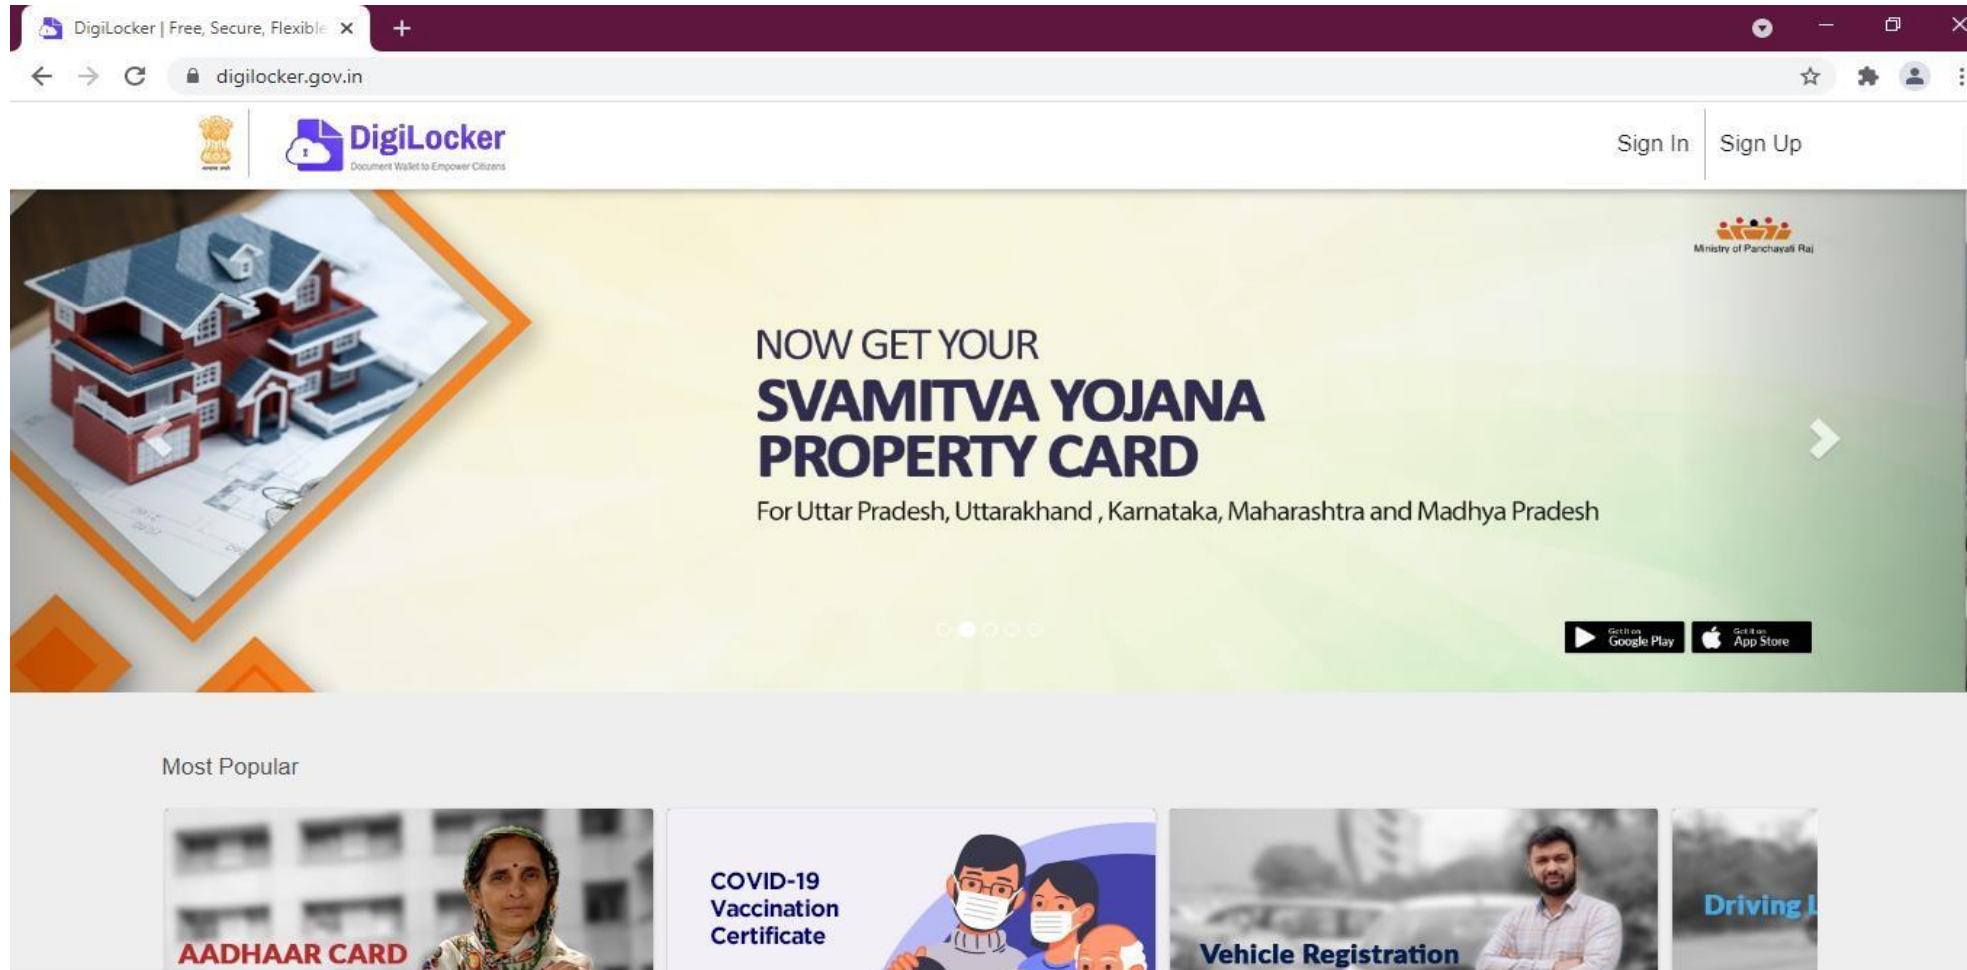 DigiLocker | Free, Secure, Flexible
digilocker.gov.in
DigiLocker
Document Wallet to Empower Citizens
Sign In
Sign Up
Ministry of Panchayati Raj
NOW GET YOUR
SVAMITVA YOJANA
PROPERTY CARD
For Uttar Pradesh, Uttarakhand , Karnataka, Maharashtra and Madhya Pradesh
Get it on
Google Play
Get it on
App Store
Most Popular
AADHAAR CARD
COVID-19
Vaccination
Certificate
Vehicle Registration
Driving L